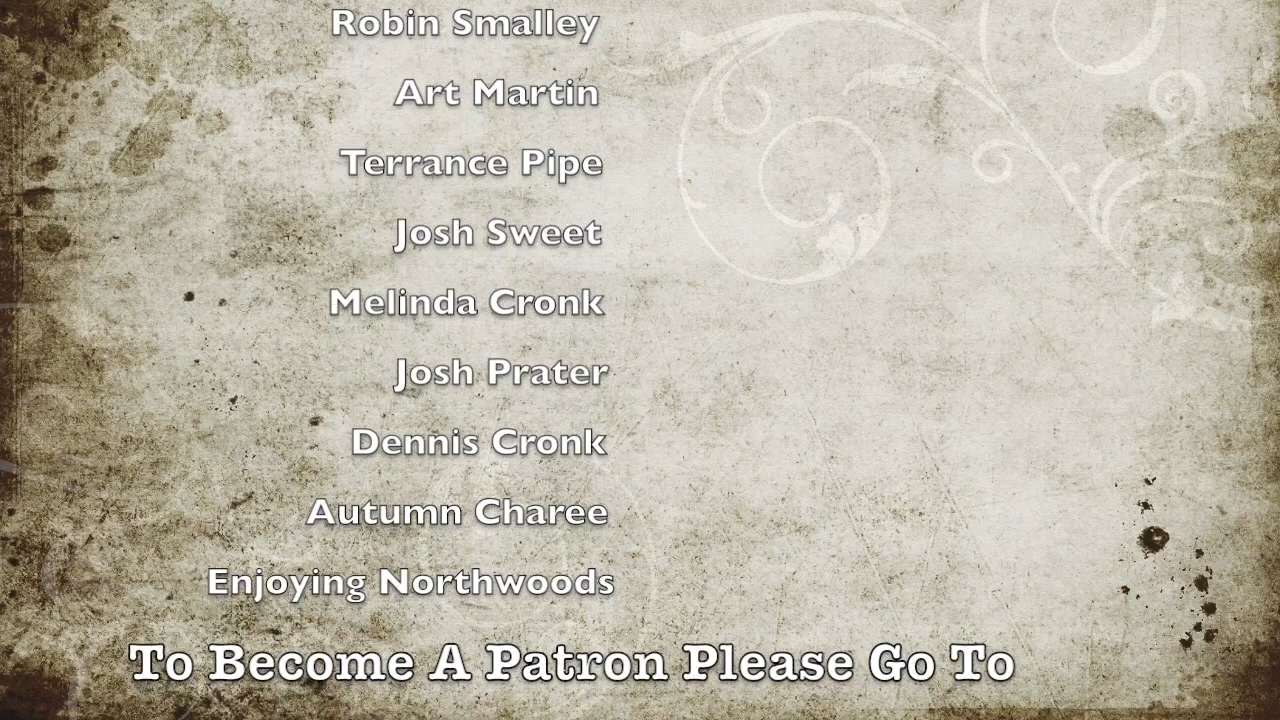 Robin Smalley
Art Martin
Terrance Pipe
Josh Sweet
Melinda Cronk
Josh Prater
Dennis Cronk
Autumn Charee
Enjoying Northwoods
To Become A Patron Please Go To